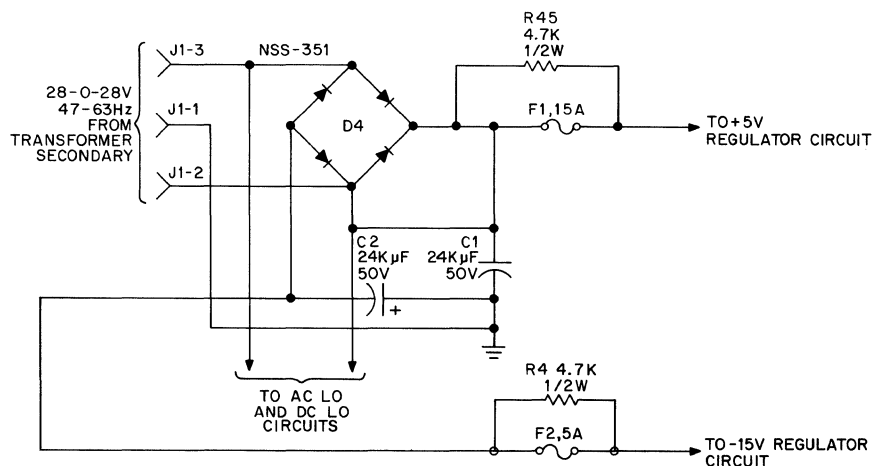 J1-3
NSS-351
R45
4.7K
1/2W
28-0-28V
47-63Hz
FROM
TRANSFORMER
SECONDARY
J1-1
D4
F1,15A
TO+5V
REGULATOR CIRCUIT
J1-2
C2
24KµF
50V
+
C1
24KµF
50V
TO AC LO
AND DC LO
CIRCUITS
R4 4.7K
1/2W
F2,5A
TO-15V REGULATOR
CIRCUIT